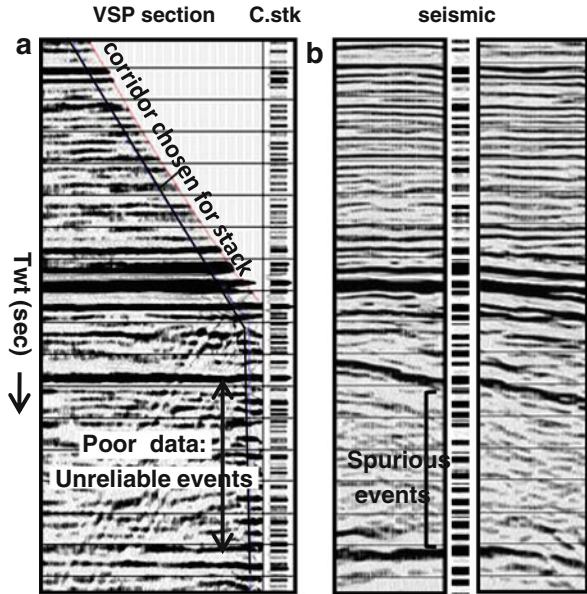 VSP section C.stk seismic
a
b
corridor chosen for stack
Twt (sec)
Poor data:
Unreliable events
Spurious
events